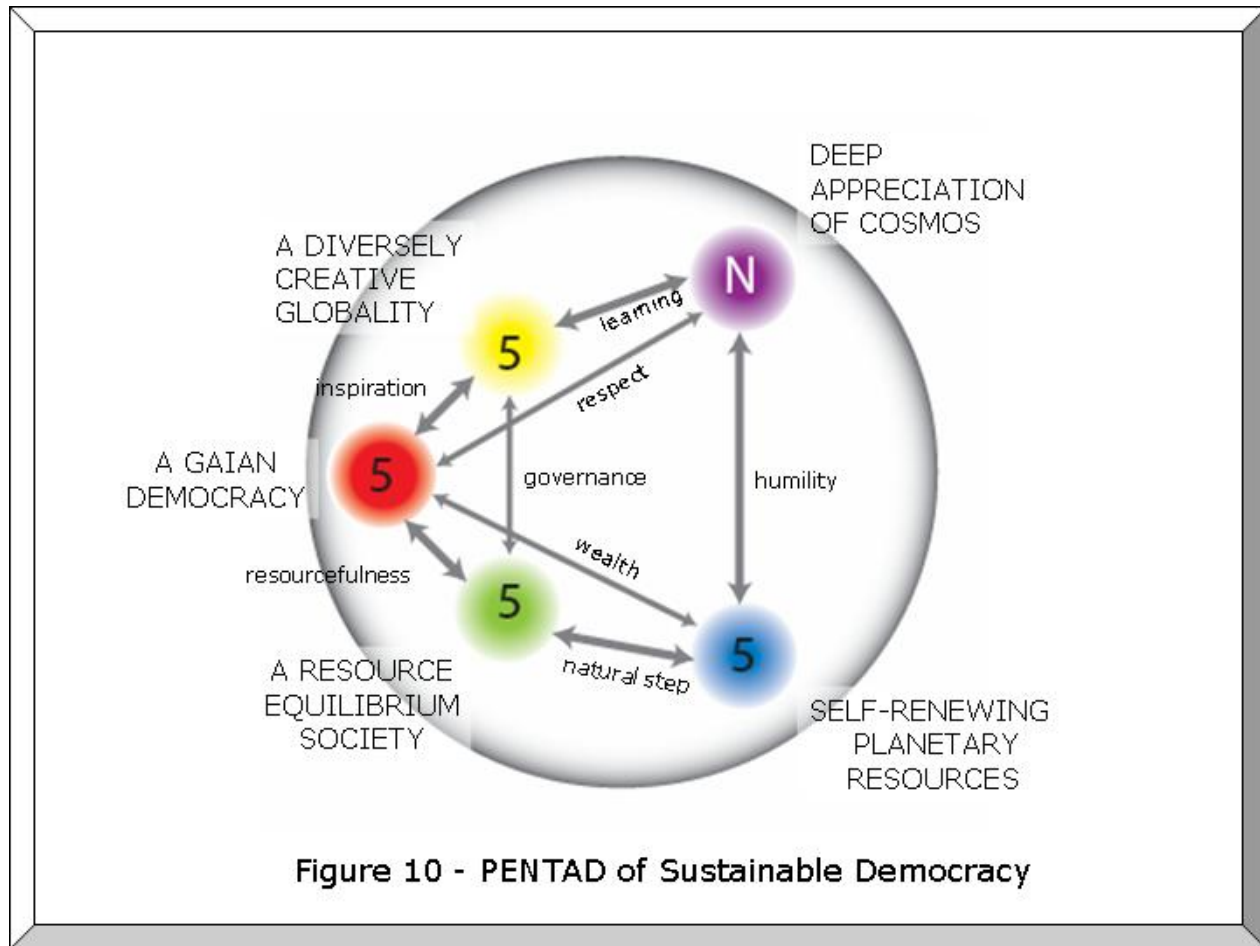 DEEP
APPRECIATION
OF COSMOS
A DIVERSELY
CREATIVE
GLOBALITY
N
learning
5
respect
inspiration
A GAIAN
DEMOCRACY
5
governance
humility
wealth
resourcefulness
5
natural step
5
A RESOURCE
EQUILIBRIUM
SOCIETY
SELF-RENEWING
PLANETARY
RESOURCES
Figure 10 - PENTAD of Sustainable Democracy